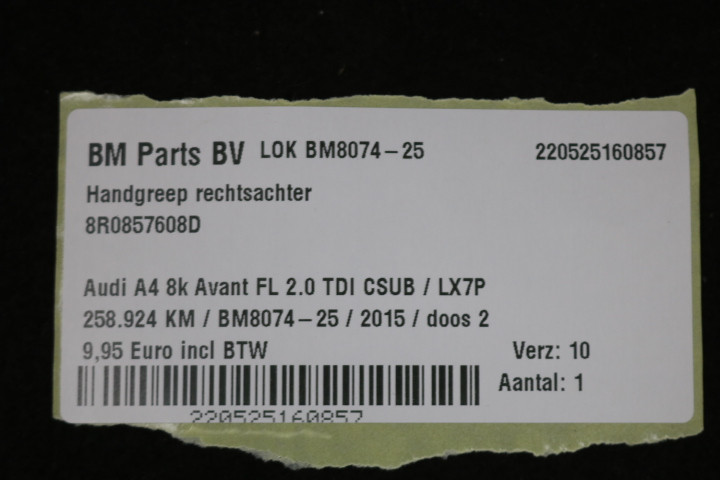 BM Parts BV LOK BM8074-25 220525160857
Handgreep rechtsachter
8R0857608D
Audi A4 8k Avant FL 2.0 TDI CSUB / LX7P
258.924 KM / BM8074-25 / 2015 / doos 2
9,95 Euro incl BTW Verz: 10
Aantal: 1
220525160857